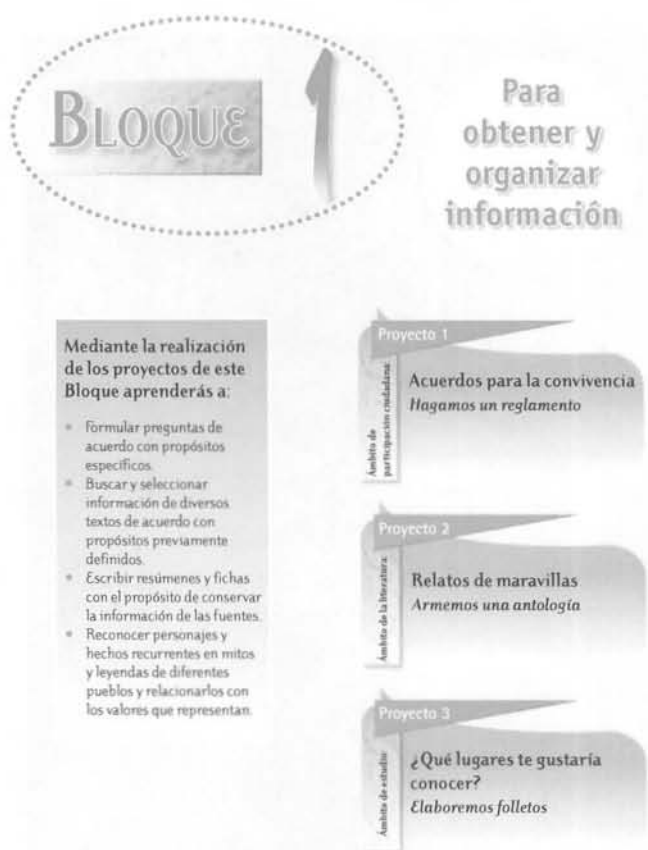 BLOQUE 1
Para
obtener y
organizar
información
Mediante la realización
de los proyectos de este
Bloque aprenderás a:
• Formular preguntas de
acuerdo con propósitos
específicos.
• Buscar y seleccionar
información de diversos
textos de acuerdo con
propósitos previamente
definidos.
• Escribir resúmenes y fichas
con el propósito de conservar
la información de las fuentes.
• Reconocer personajes y
hechos recurrentes en mitos
y leyendas de diferentes
pueblos y relacionarlos con
los valores que representan.
Proyecto 1
Ámbito de
participación ciudadana:
Acuerdos para la convivencia
Hagamos un reglamento
Proyecto 2
Ámbito de la literatura:
Relatos de maravillas
Armemos una antología
Proyecto 3
Ámbito de estudio:
¿Qué lugares te gustaría
conocer?
Elaboremos folletos